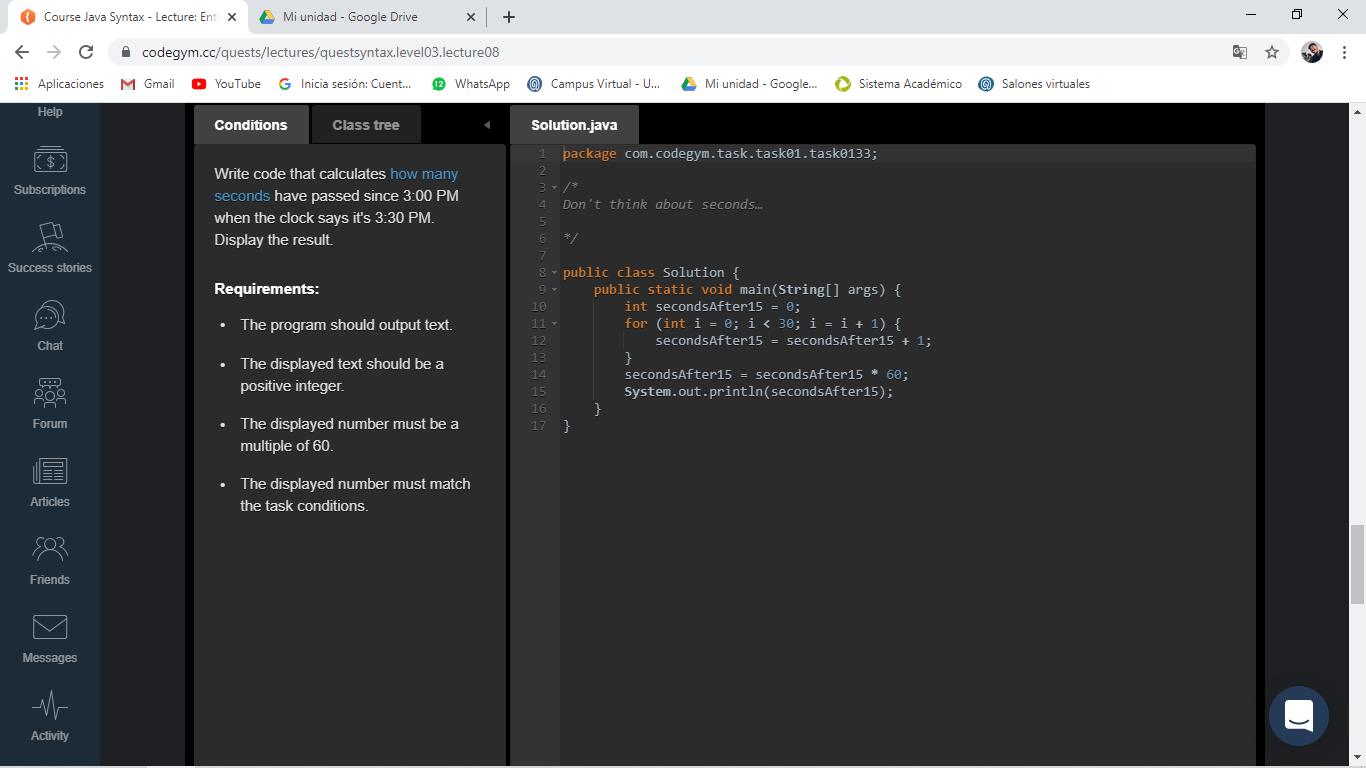 Course Java Syntax - Lecture: Ent
Mi unidad - Google Drive
codegym.cc/quests/lectures/questsyntax.level03.lecture08
Aplicaciones
Gmail
YouTube
Inicia sesión: Cuent...
12
WhatsApp
Campus Virtual - U...
Mi unidad - Google...
Sistema Académico
Salones virtuales
Help
Subscriptions
Success stories
Chat
Forum
Articles
Friends
Messages
Activity
Conditions
Class tree
Write code that calculates how many
seconds have passed since 3:00 PM
when the clock says it's 3:30 PM.
Display the result.
Requirements:
• The program should output text.
• The displayed text should be a
positive integer.
• The displayed number must be a
multiple of 60.
• The displayed number must match
the task conditions.
Solution.java
1 package com.codegym.task.task01.task0133;
2
3 /*
4 Don't think about seconds…
5
6 */
7
8 public class Solution {
9 public static void main(String[] args) {
10 int secondsAfter15 = 0;
11 for (int i = 0; i < 30; i = i + 1) {
12 secondsAfter15 = secondsAfter15 + 1;
13 }
14 secondsAfter15 = secondsAfter15 * 60;
15 System.out.println(secondsAfter15);
16 }
17 }